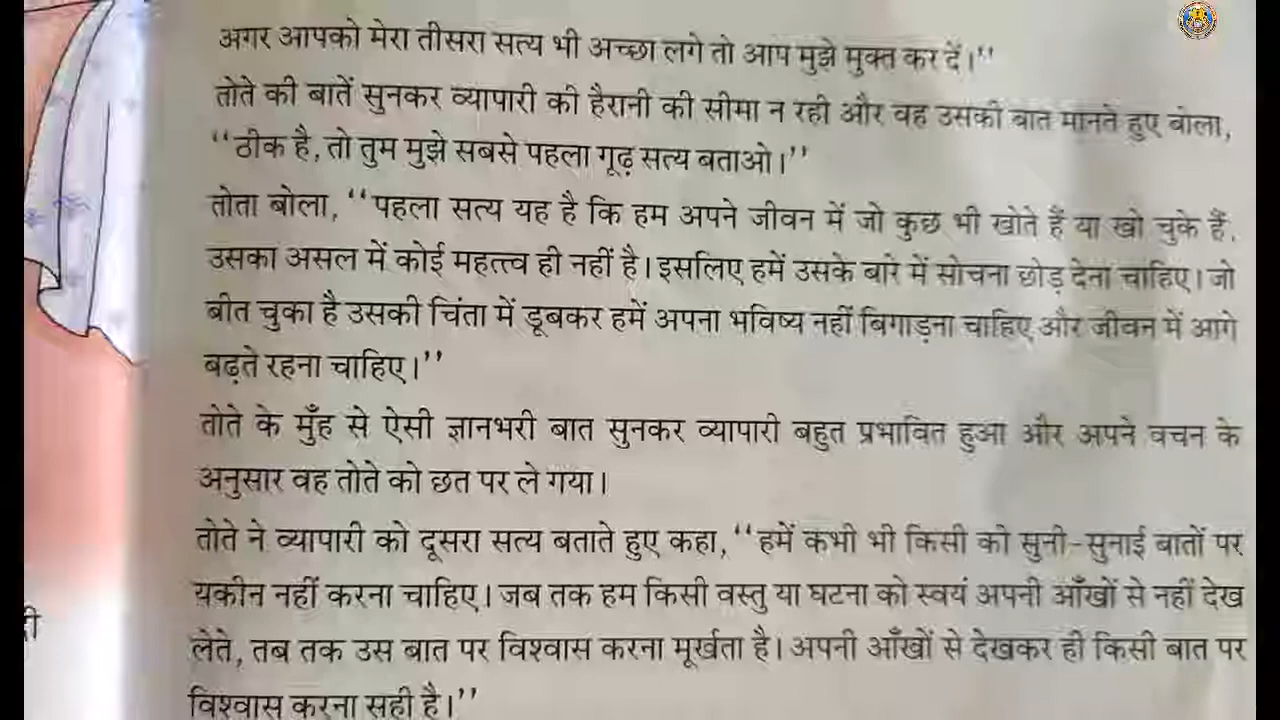 अगर आपको मेरा तीसरा सत्य भी अच्छा लगे तो आप मुझे मुक्त कर दें।’’
तोते की बातें सुनकर व्यापारी की हैरानी की सीमा न रही और वह उसकी बात मानते हुए बोला,
‘‘ठीक है, तो तुम मुझे सबसे पहला गूढ़ सत्य बताओ।’’
तोता बोला, ‘‘पहला सत्य यह है कि हम अपने जीवन में जो कुछ भी खोते हैं या खो चुके हैं,
उसका असल में कोई महत्त्व ही नहीं है। इसलिए हमें उसके बारे में सोचना छोड़ देना चाहिए। जो
बीत चुका है उसकी चिंता में डूबकर हमें अपना भविष्य नहीं बिगाड़ना चाहिए और जीवन में आगे
बढ़ते रहना चाहिए।’’
तोते के मुँह से ऐसी ज्ञानभरी बात सुनकर व्यापारी बहुत प्रभावित हुआ और अपने वचन के
अनुसार वह तोते को छत पर ले गया।
तोते ने व्यापारी को दूसरा सत्य बताते हुए कहा, ‘‘हमें कभी भी किसी को सुनी-सुनाई बातों पर
यकीन नहीं करना चाहिए। जब तक हम किसी वस्तु या घटना को स्वयं अपनी आँखों से नहीं देख
लेते, तब तक उस बात पर विश्वास करना मूर्खता है। अपनी आँखों से देखकर ही किसी बात पर
विश्वास करना सही है।’’